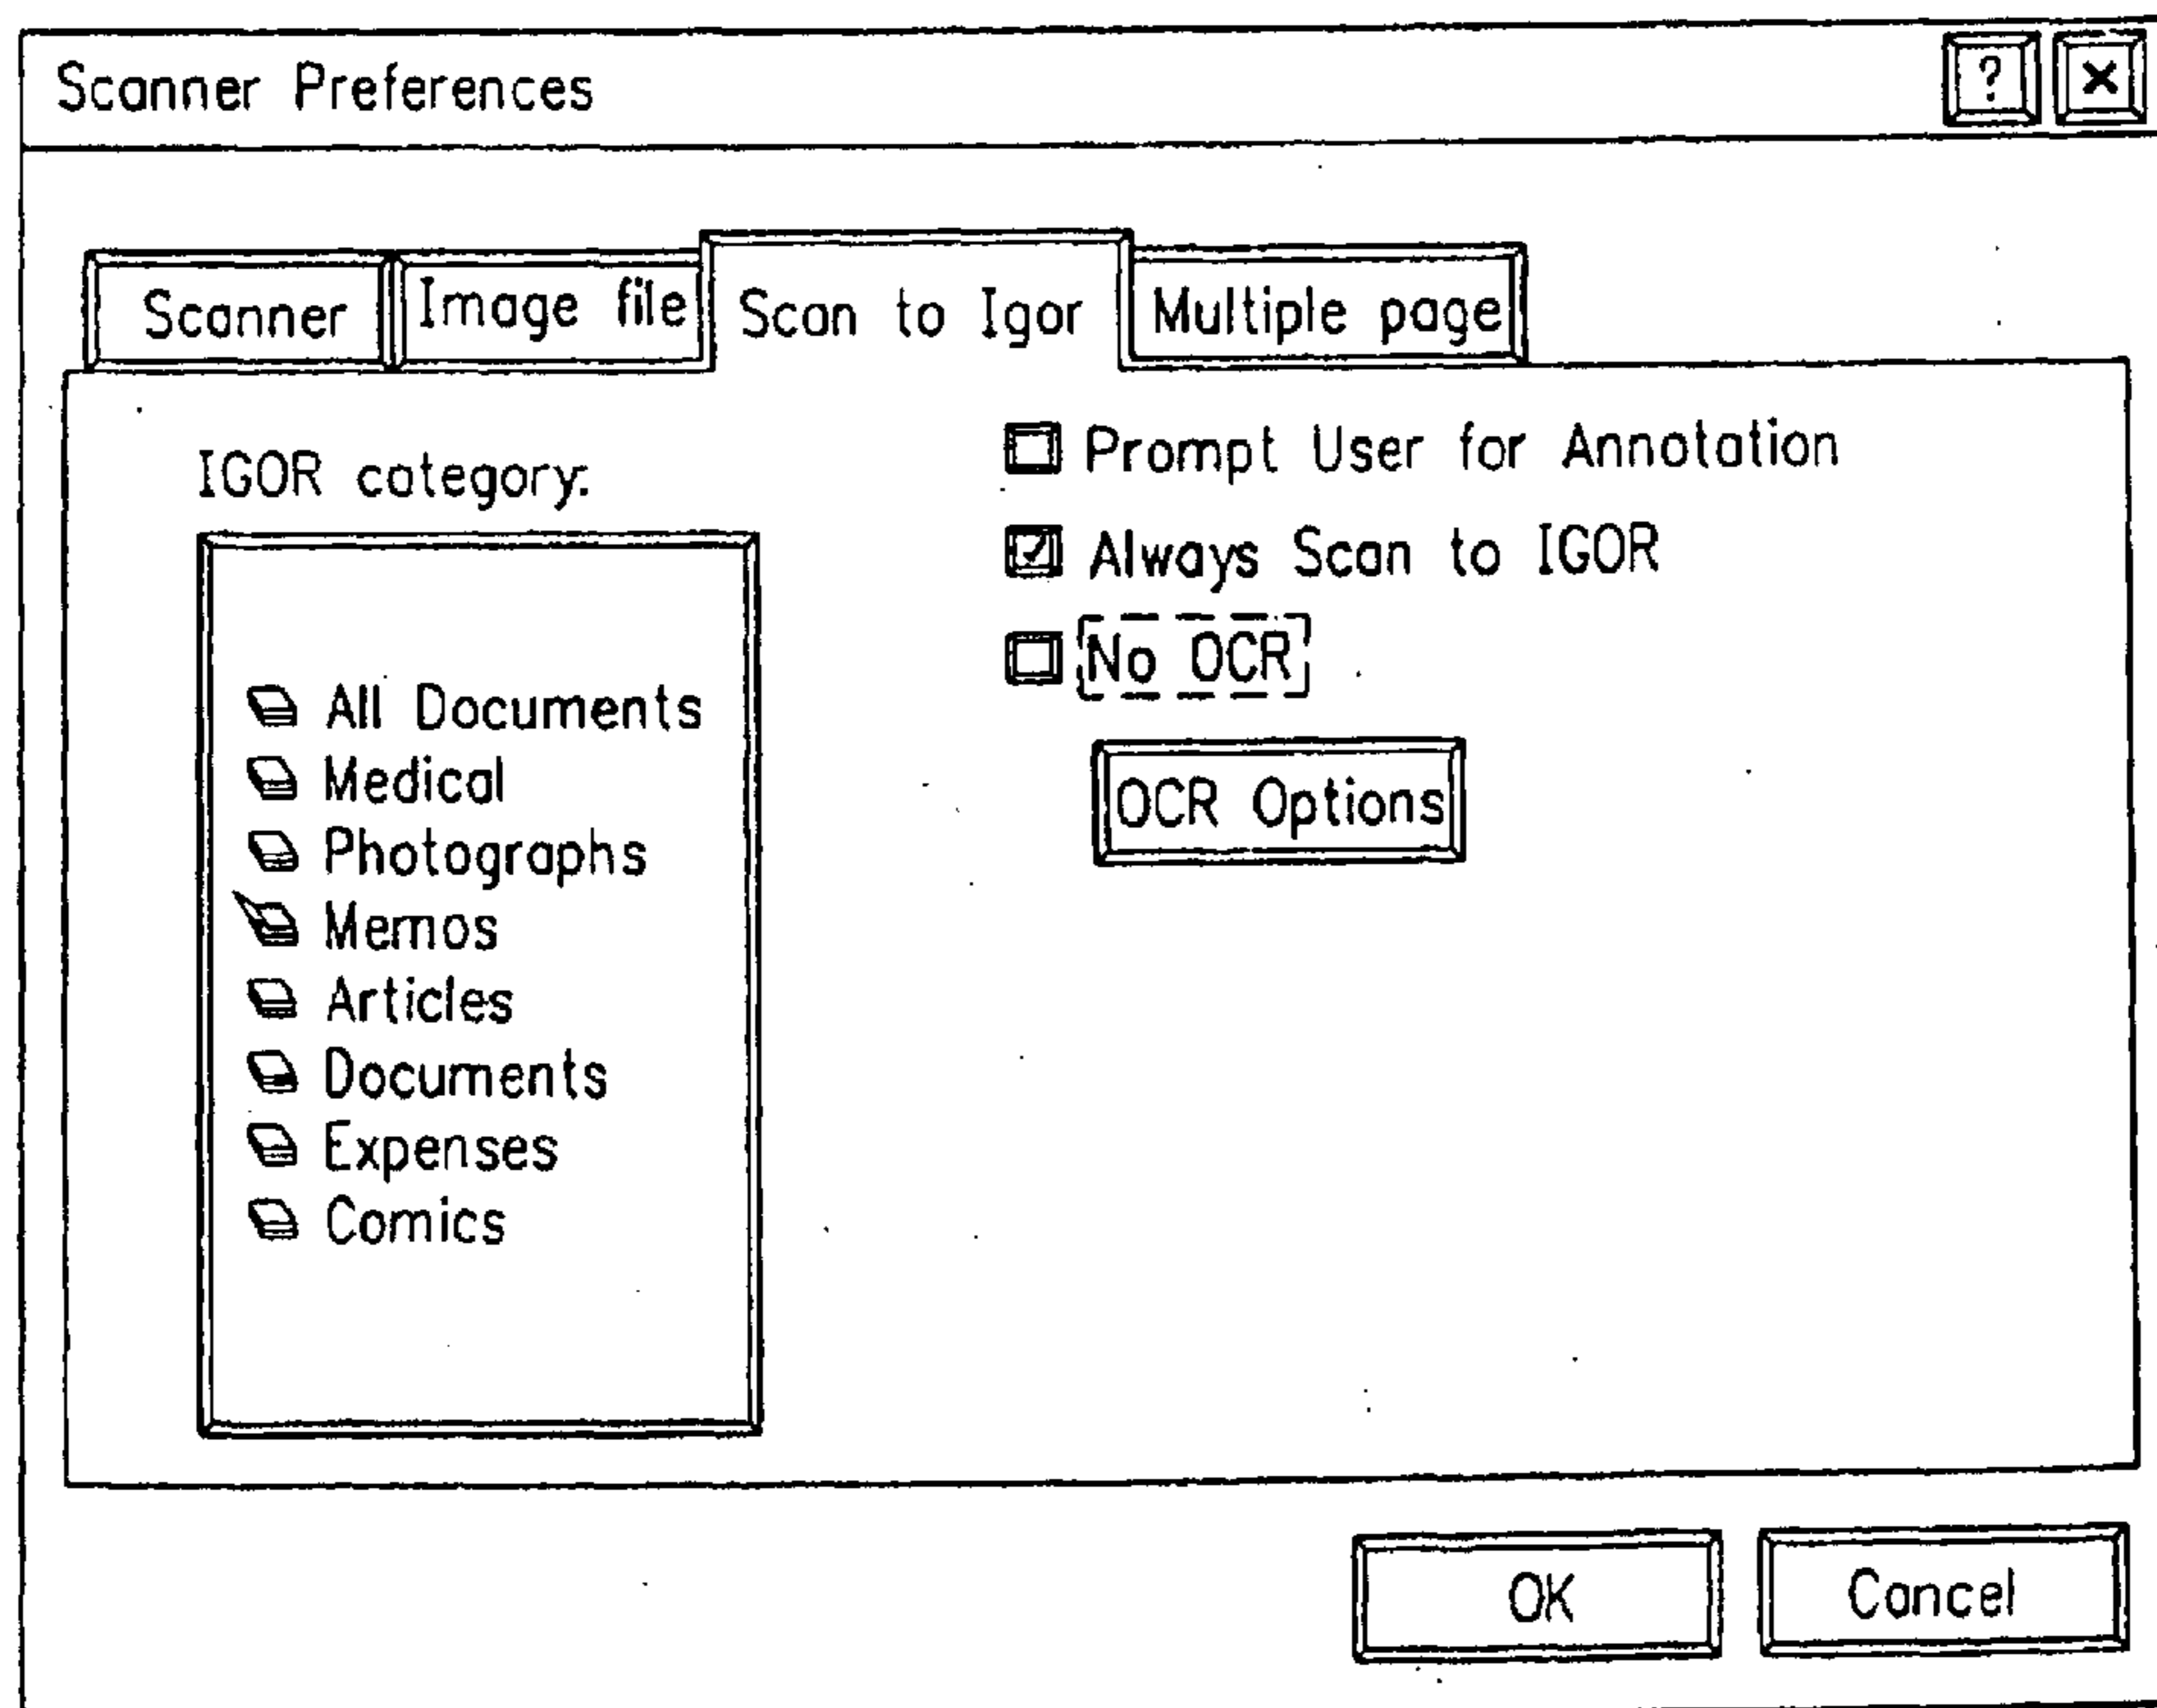 Scanner Preferences ? ×
Scanner Image file Scan to Igor Multiple page
IGOR category:
All Documents
Medical
Photographs
Memos
Articles
Documents
Expenses
Comics
Prompt User for Annotation
Always Scan to IGOR
No OCR
OCR Options
OK Cancel